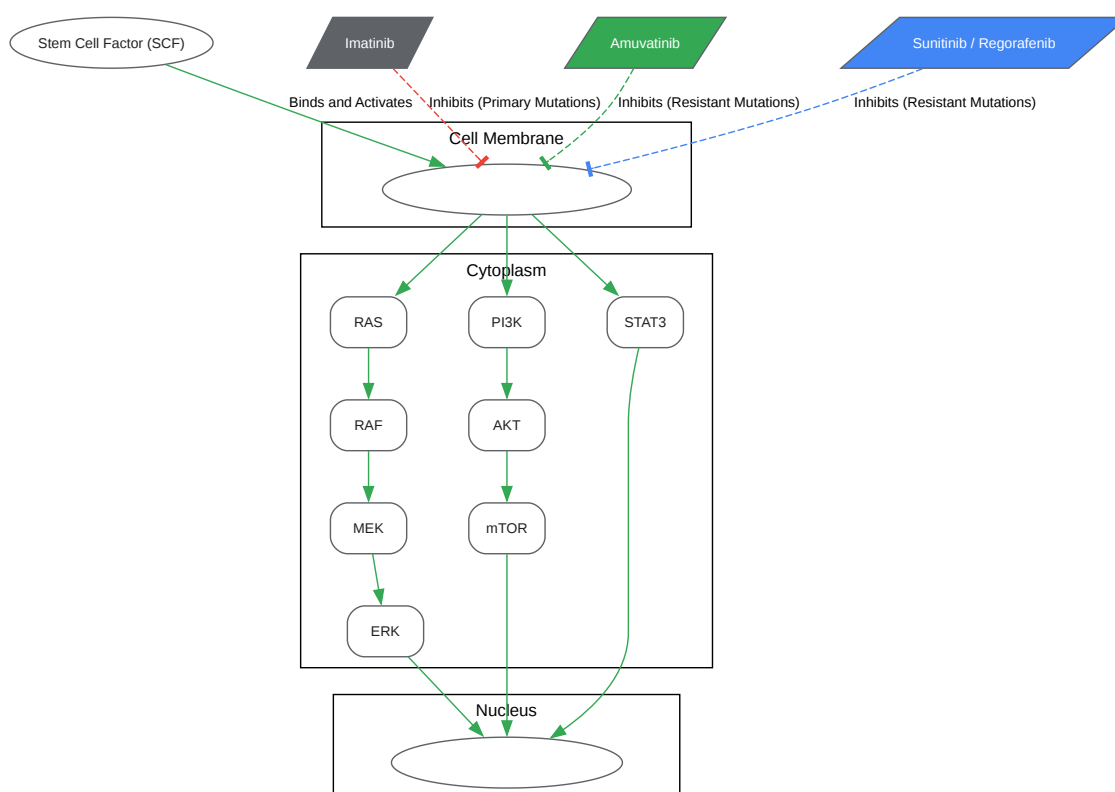 Stem Cell Factor (SCF)
Imatinib
Amuvatinib
Sunitinib / Regorafenib
Binds and Activates
Inhibits (Primary Mutations)
Inhibits (Resistant Mutations)
Inhibits (Resistant Mutations)
Cell Membrane
Cytoplasm
RAS
PI3K
STAT3
RAF
AKT
MEK
mTOR
ERK
Nucleus